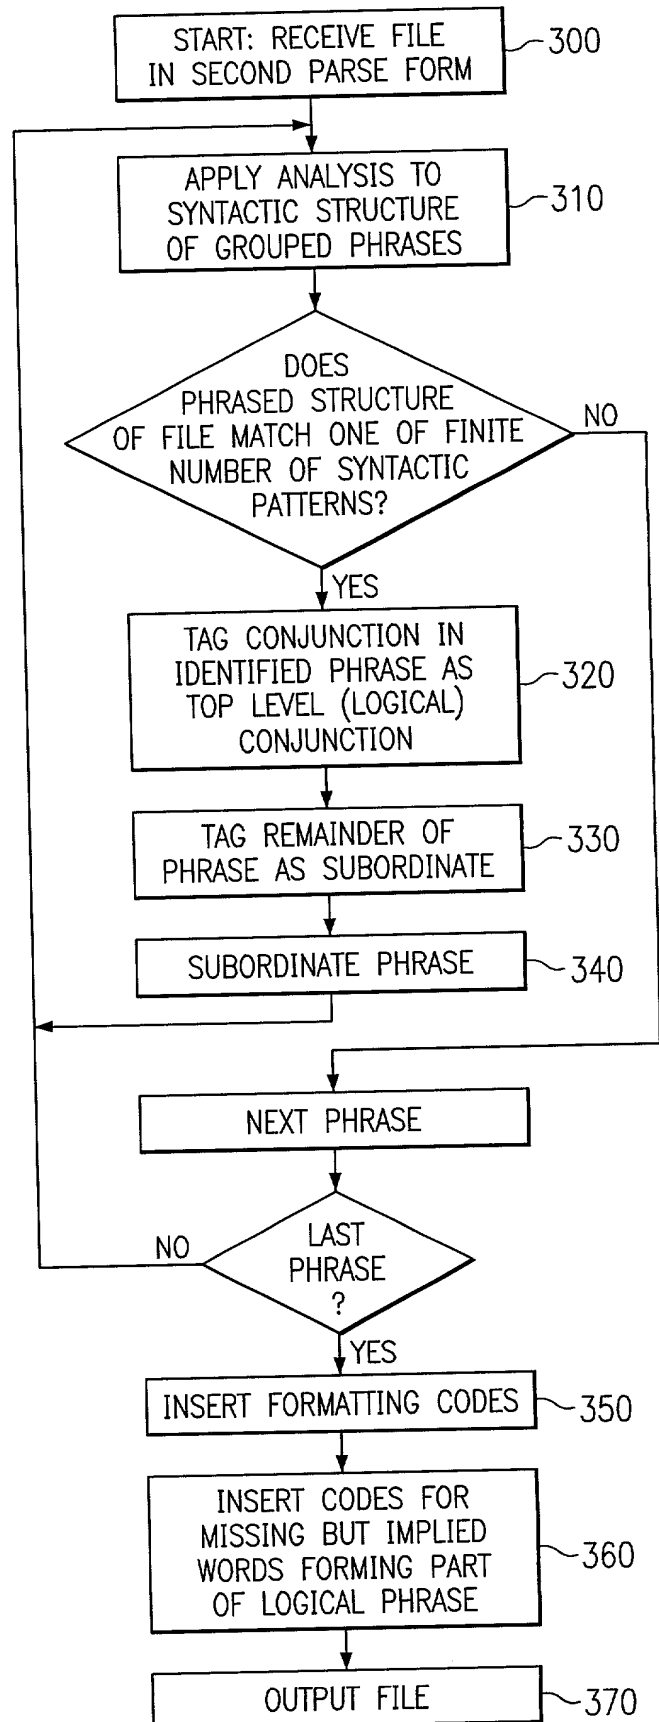 START: RECEIVE FILE
IN SECOND PARSE FORM
300
APPLY ANALYSIS TO
SYNTACTIC STRUCTURE
OF GROUPED PHRASES
310
DOES
PHRASED STRUCTURE
OF FILE MATCH ONE OF FINITE
NUMBER OF SYNTACTIC
PATTERNS?
NO
YES
TAG CONJUNCTION IN
IDENTIFIED PHRASE AS
TOP LEVEL (LOGICAL)
CONJUNCTION
320
TAG REMAINDER OF
PHRASE AS SUBORDINATE
330
SUBORDINATE PHRASE
340
NEXT PHRASE
LAST
PHRASE
?
NO
YES
INSERT FORMATTING CODES
350
INSERT CODES FOR
MISSING BUT IMPLIED
WORDS FORMING PART
OF LOGICAL PHRASE
360
OUTPUT FILE
370